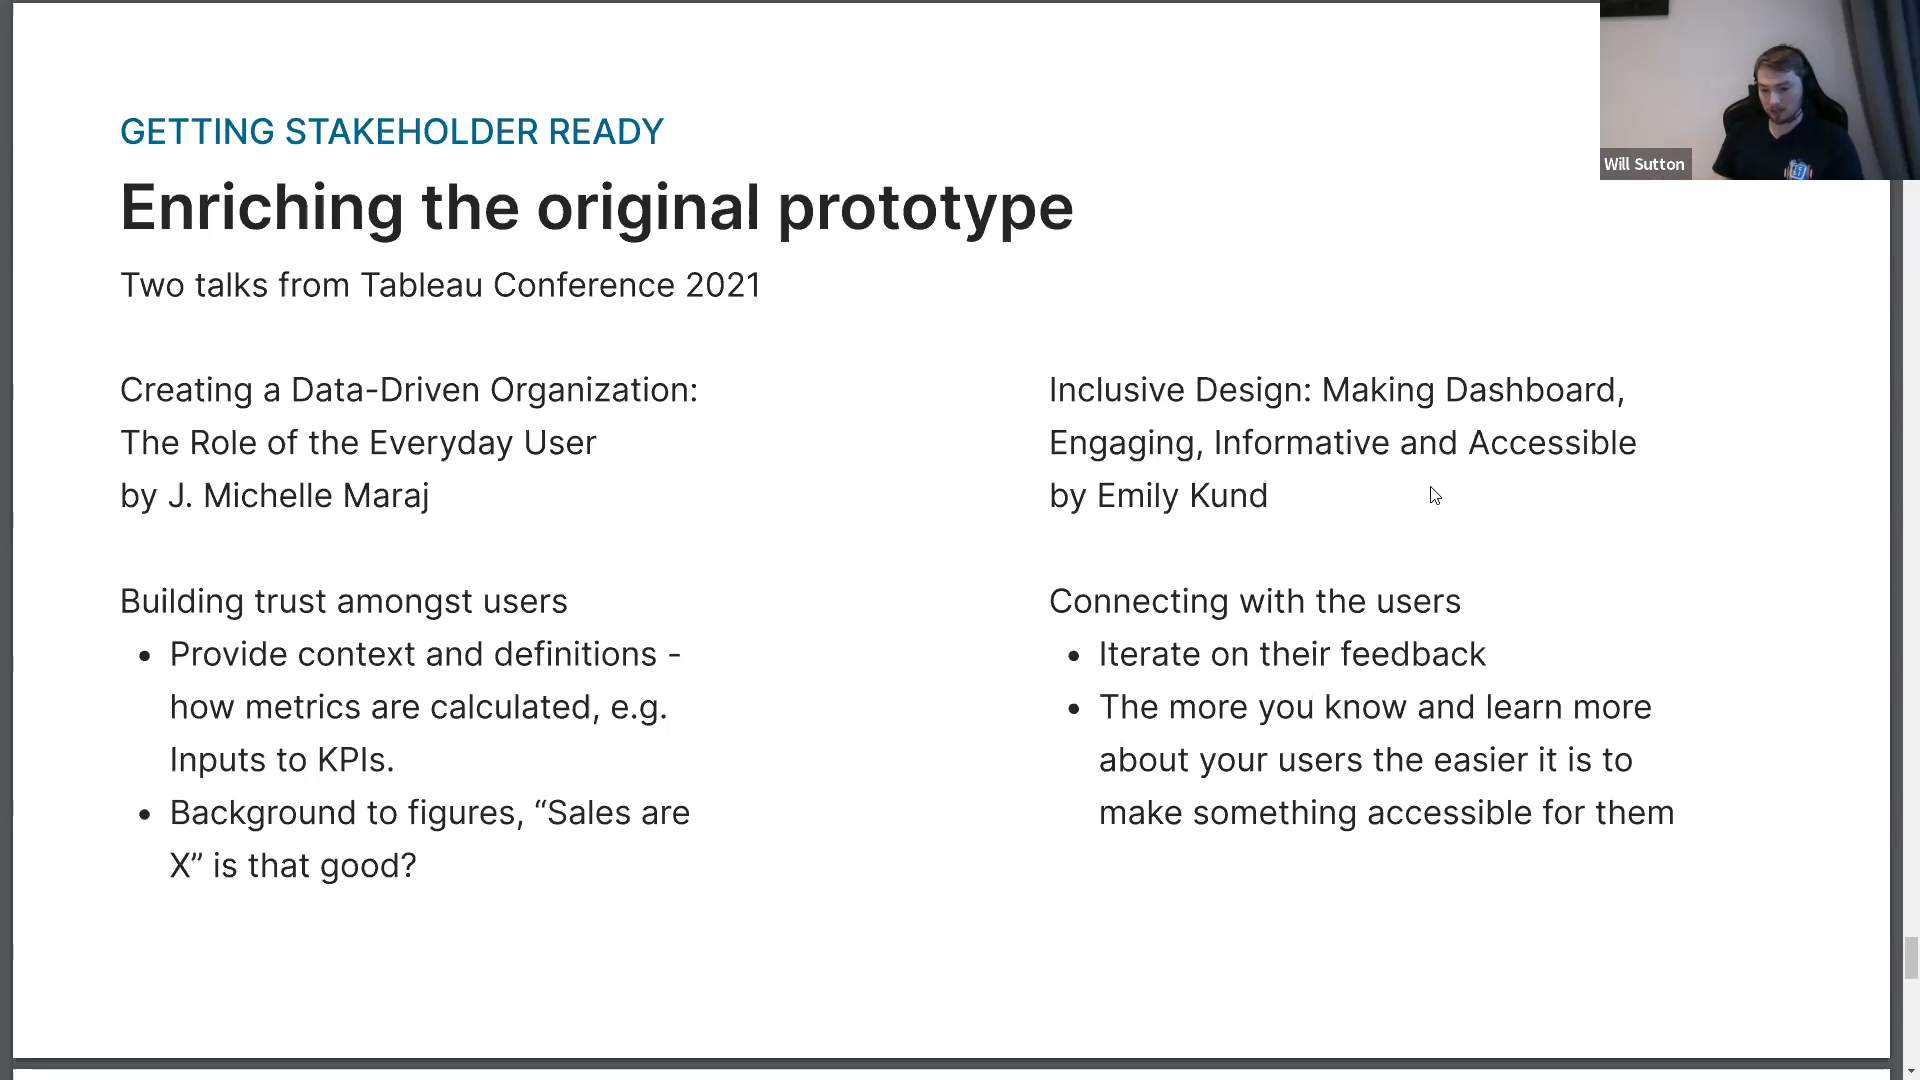 GETTING STAKEHOLDER READY
Enriching the original prototype
Two talks from Tableau Conference 2021
Creating a Data-Driven Organization:
The Role of the Everyday User
by J. Michelle Maraj
Building trust amongst users
• Provide context and definitions -
how metrics are calculated, e.g.
Inputs to KPIs.
• Background to figures, “Sales are
X” is that good?
Inclusive Design: Making Dashboard,
Engaging, Informative and Accessible
by Emily Kund
Connecting with the users
• Iterate on their feedback
• The more you know and learn more
about your users the easier it is to
make something accessible for them
Will Sutton